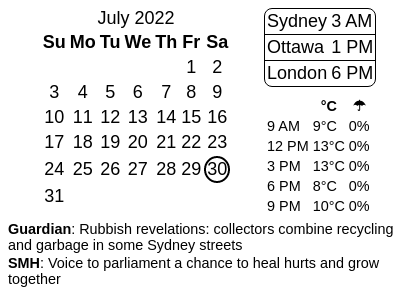 July 2022
Su Mo Tu We Th Fr Sa
1 2
3 4 5 6 7 8 9
10 11 12 13 14 15 16
17 18 19 20 21 22 23
24 25 26 27 28 29 30
31
Sydney 3 AM
Ottawa 1 PM
London 6 PM
°C ☂
9 AM 9°C 0%
12 PM 13°C 0%
3 PM 13°C 0%
6 PM 8°C 0%
9 PM 10°C 0%
Guardian: Rubbish revelations: collectors combine recycling
and garbage in some Sydney streets
SMH: Voice to parliament a chance to heal hurts and grow
together